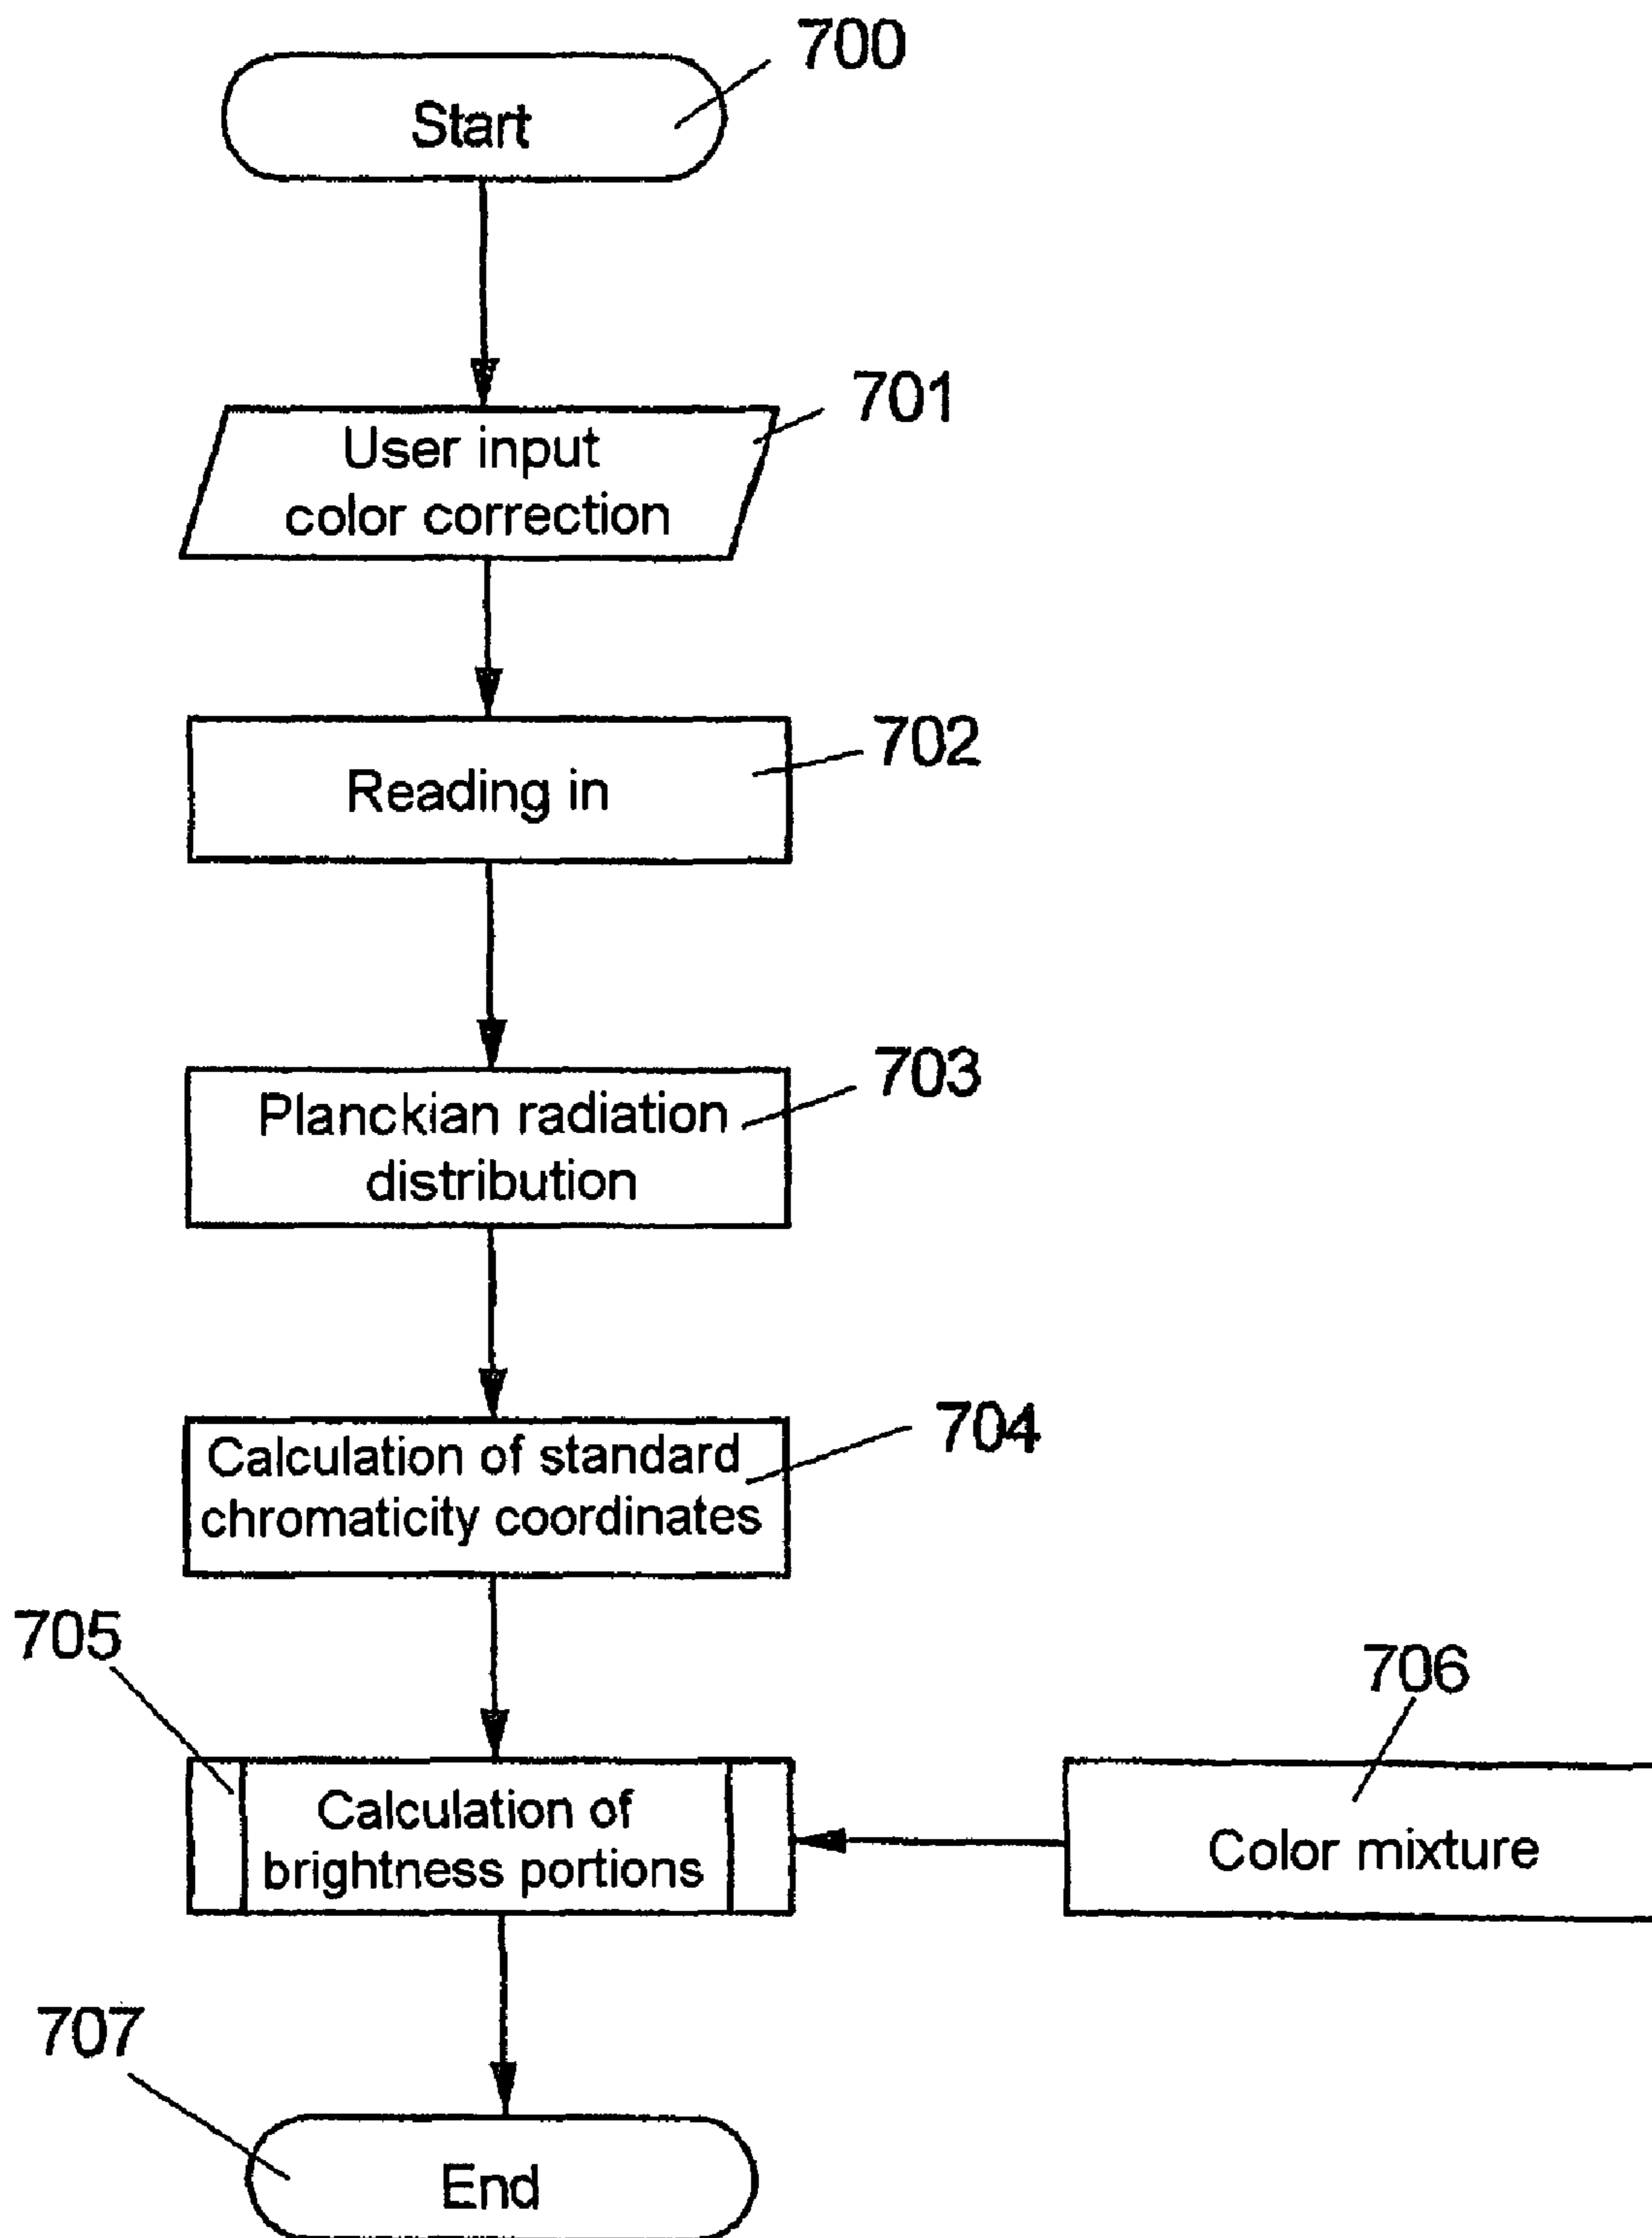 700
Start
701
User input
color correction
702
Reading in
703
Planckian radiation
distribution
704
Calculation of standard
chromaticity coordinates
705
706
Calculation of
brightness portions
Color mixture
707
End